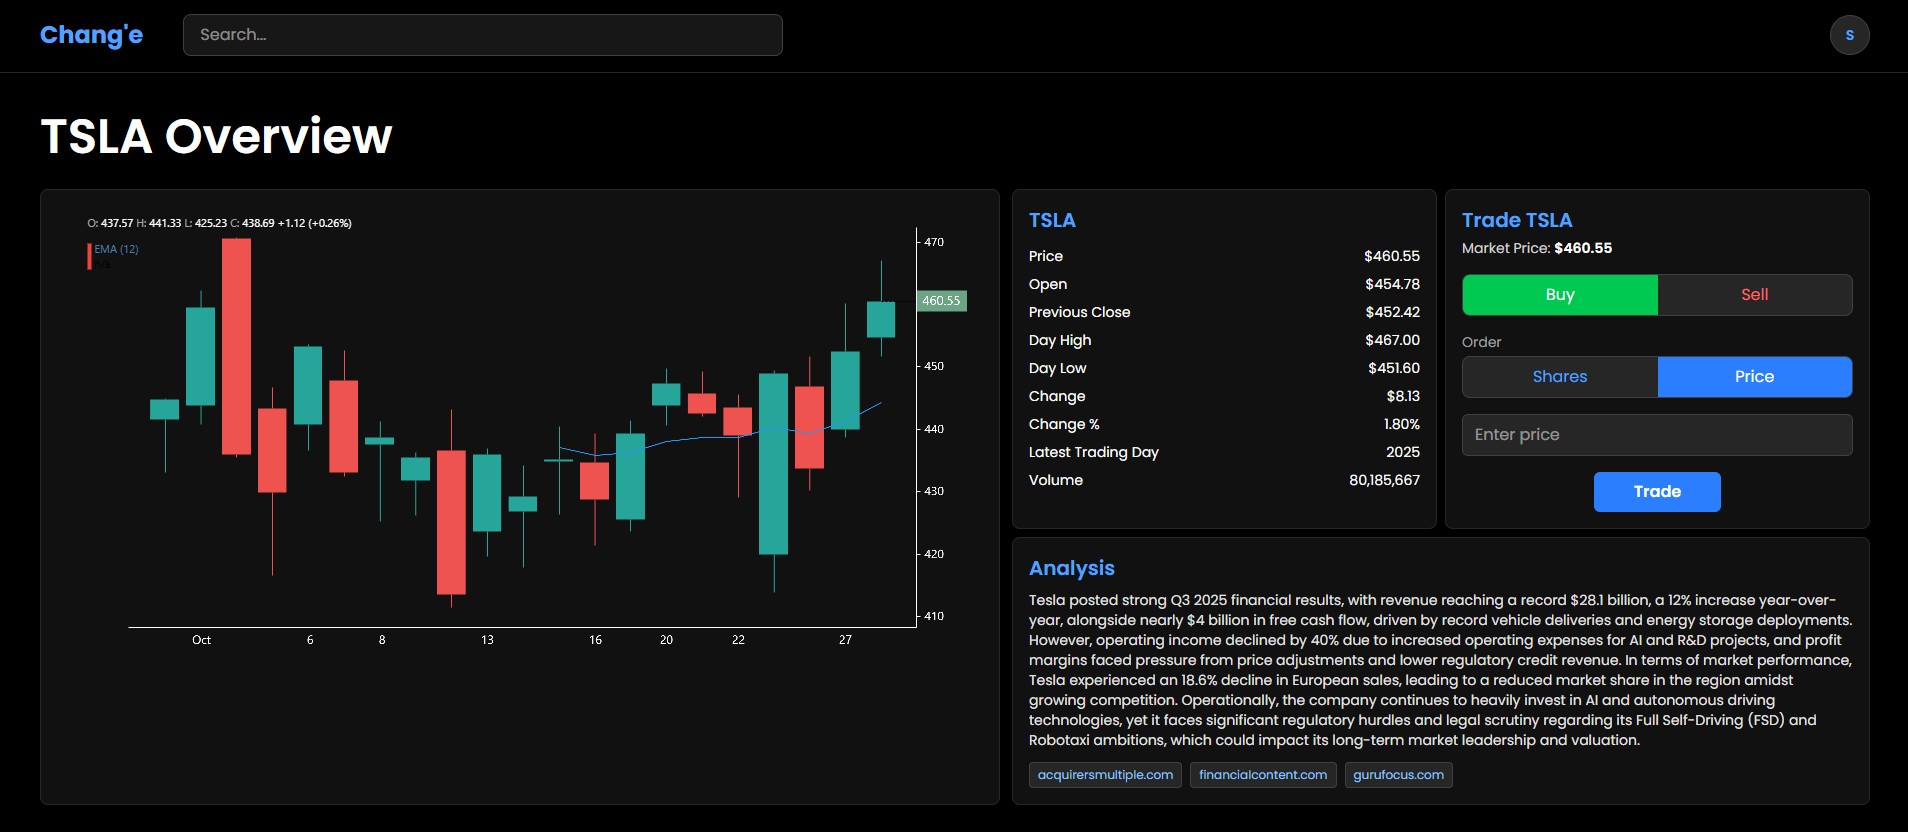 Chang'e
Search...
S
TSLA Overview
O: 437.57 H: 441.33 L: 425.23 C: 438.69 +1.12 (+0.26%)
EMA (12)
n/a
470
460.55
450
440
430
420
410
Oct 6 8 13 16 20 22 27
TSLA
Price $460.55
Open $454.78
Previous Close $452.42
Day High $467.00
Day Low $451.60
Change $8.13
Change % 1.80%
Latest Trading Day 2025
Volume 80,185,667
Trade TSLA
Market Price: $460.55
Buy Sell
Order
Shares Price
Enter price
Trade
Analysis
Tesla posted strong Q3 2025 financial results, with revenue reaching a record $28.1 billion, a 12% increase year-over-
year, alongside nearly $4 billion in free cash flow, driven by record vehicle deliveries and energy storage deployments.
However, operating income declined by 40% due to increased operating expenses for AI and R&D projects, and profit
margins faced pressure from price adjustments and lower regulatory credit revenue. In terms of market performance,
Tesla experienced an 18.6% decline in European sales, leading to a reduced market share in the region amidst
growing competition. Operationally, the company continues to heavily invest in AI and autonomous driving
technologies, yet it faces significant regulatory hurdles and legal scrutiny regarding its Full Self-Driving (FSD) and
Robotaxi ambitions, which could impact its long-term market leadership and valuation.
acquirersmultiple.com financialcontent.com gurufocus.com